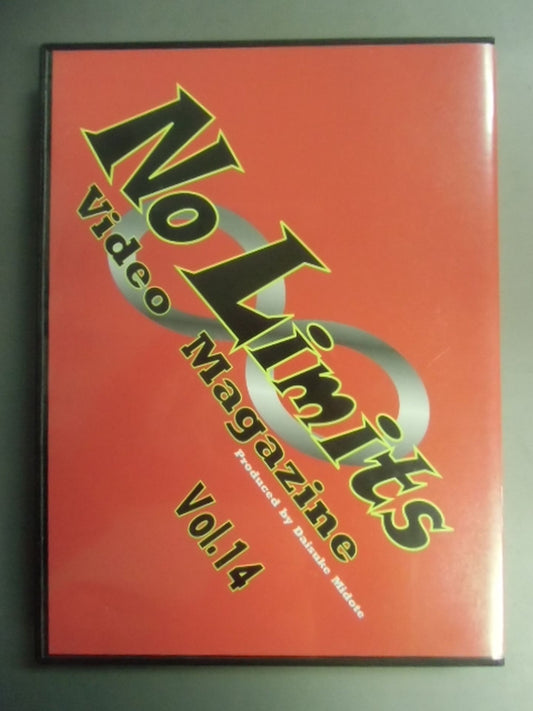 No Limits
Video Magazine
Produced by Daisuke Midote
Vol.14